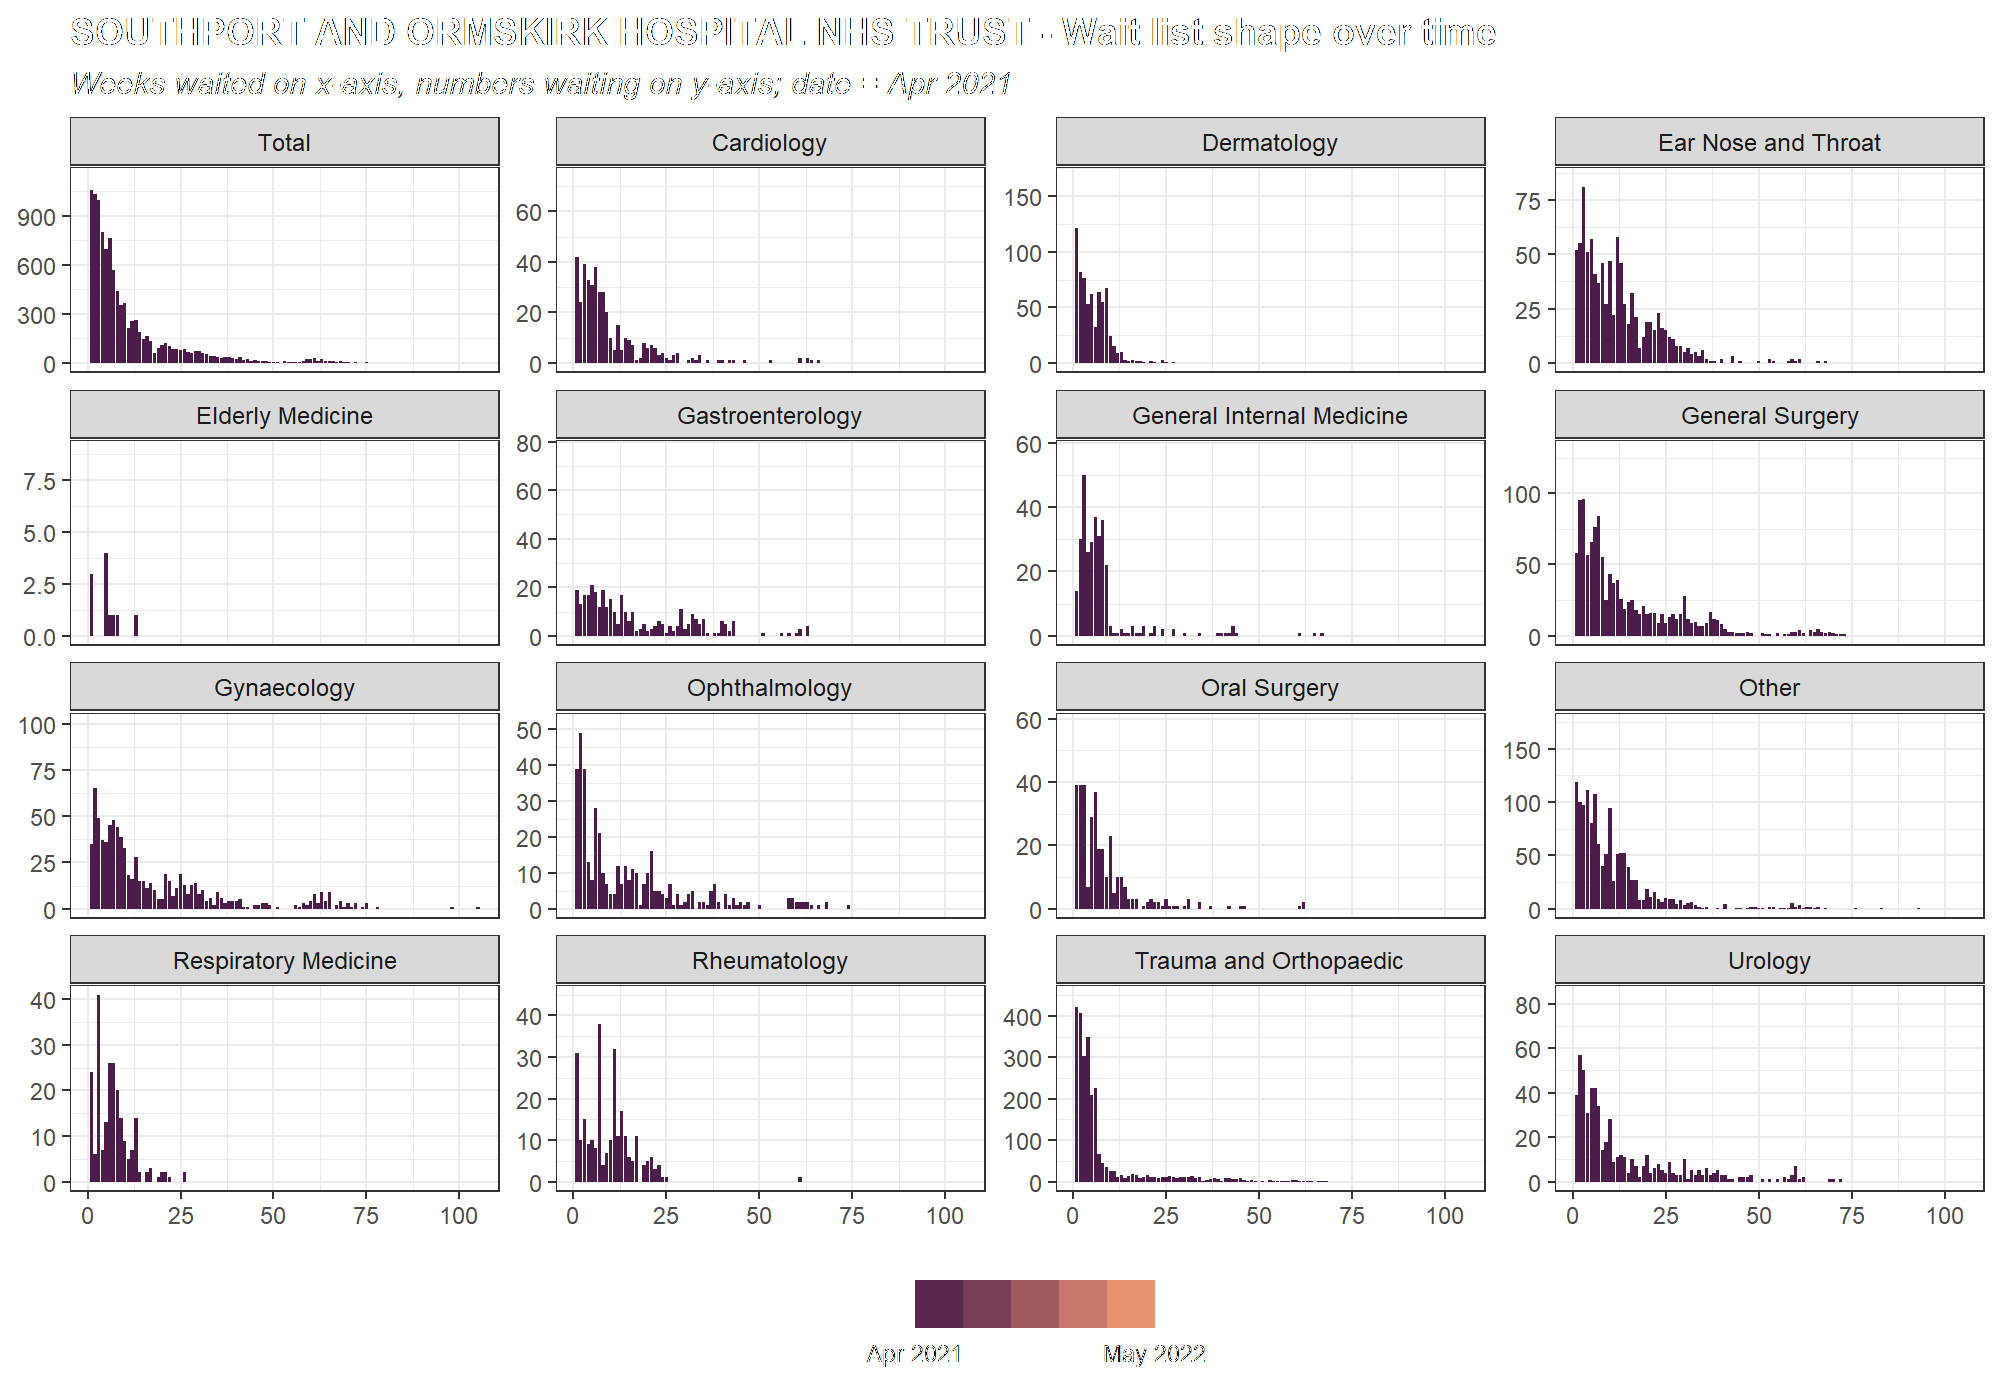 SOUTHPORT AND ORMSKIRK HOSPITAL NHS TRUST - Wait list shape over time
Weeks waited on x-axis, numbers waiting on y-axis; date = Apr 2021
Total Cardiology Dermatology Ear Nose and Throat
900 600 300 0
60 40 20 0
150 100 50 0
75 50 25 0
Elderly Medicine Gastroenterology General Internal Medicine General Surgery
7.5 5.0 2.5 0.0
80 60 40 20 0
60 40 20 0
100 50 0
Gynaecology Ophthalmology Oral Surgery Other
100 75 50 25 0
50 40 30 20 10 0
60 40 20 0
150 100 50 0
Respiratory Medicine Rheumatology Trauma and Orthopaedic Urology
40 30 20 10 0
40 30 20 10 0
400 300 200 100 0
80 60 40 20 0
0 25 50 75 100 0 25 50 75 100 0 25 50 75 100 0 25 50 75 100
Apr 2021 May 2022